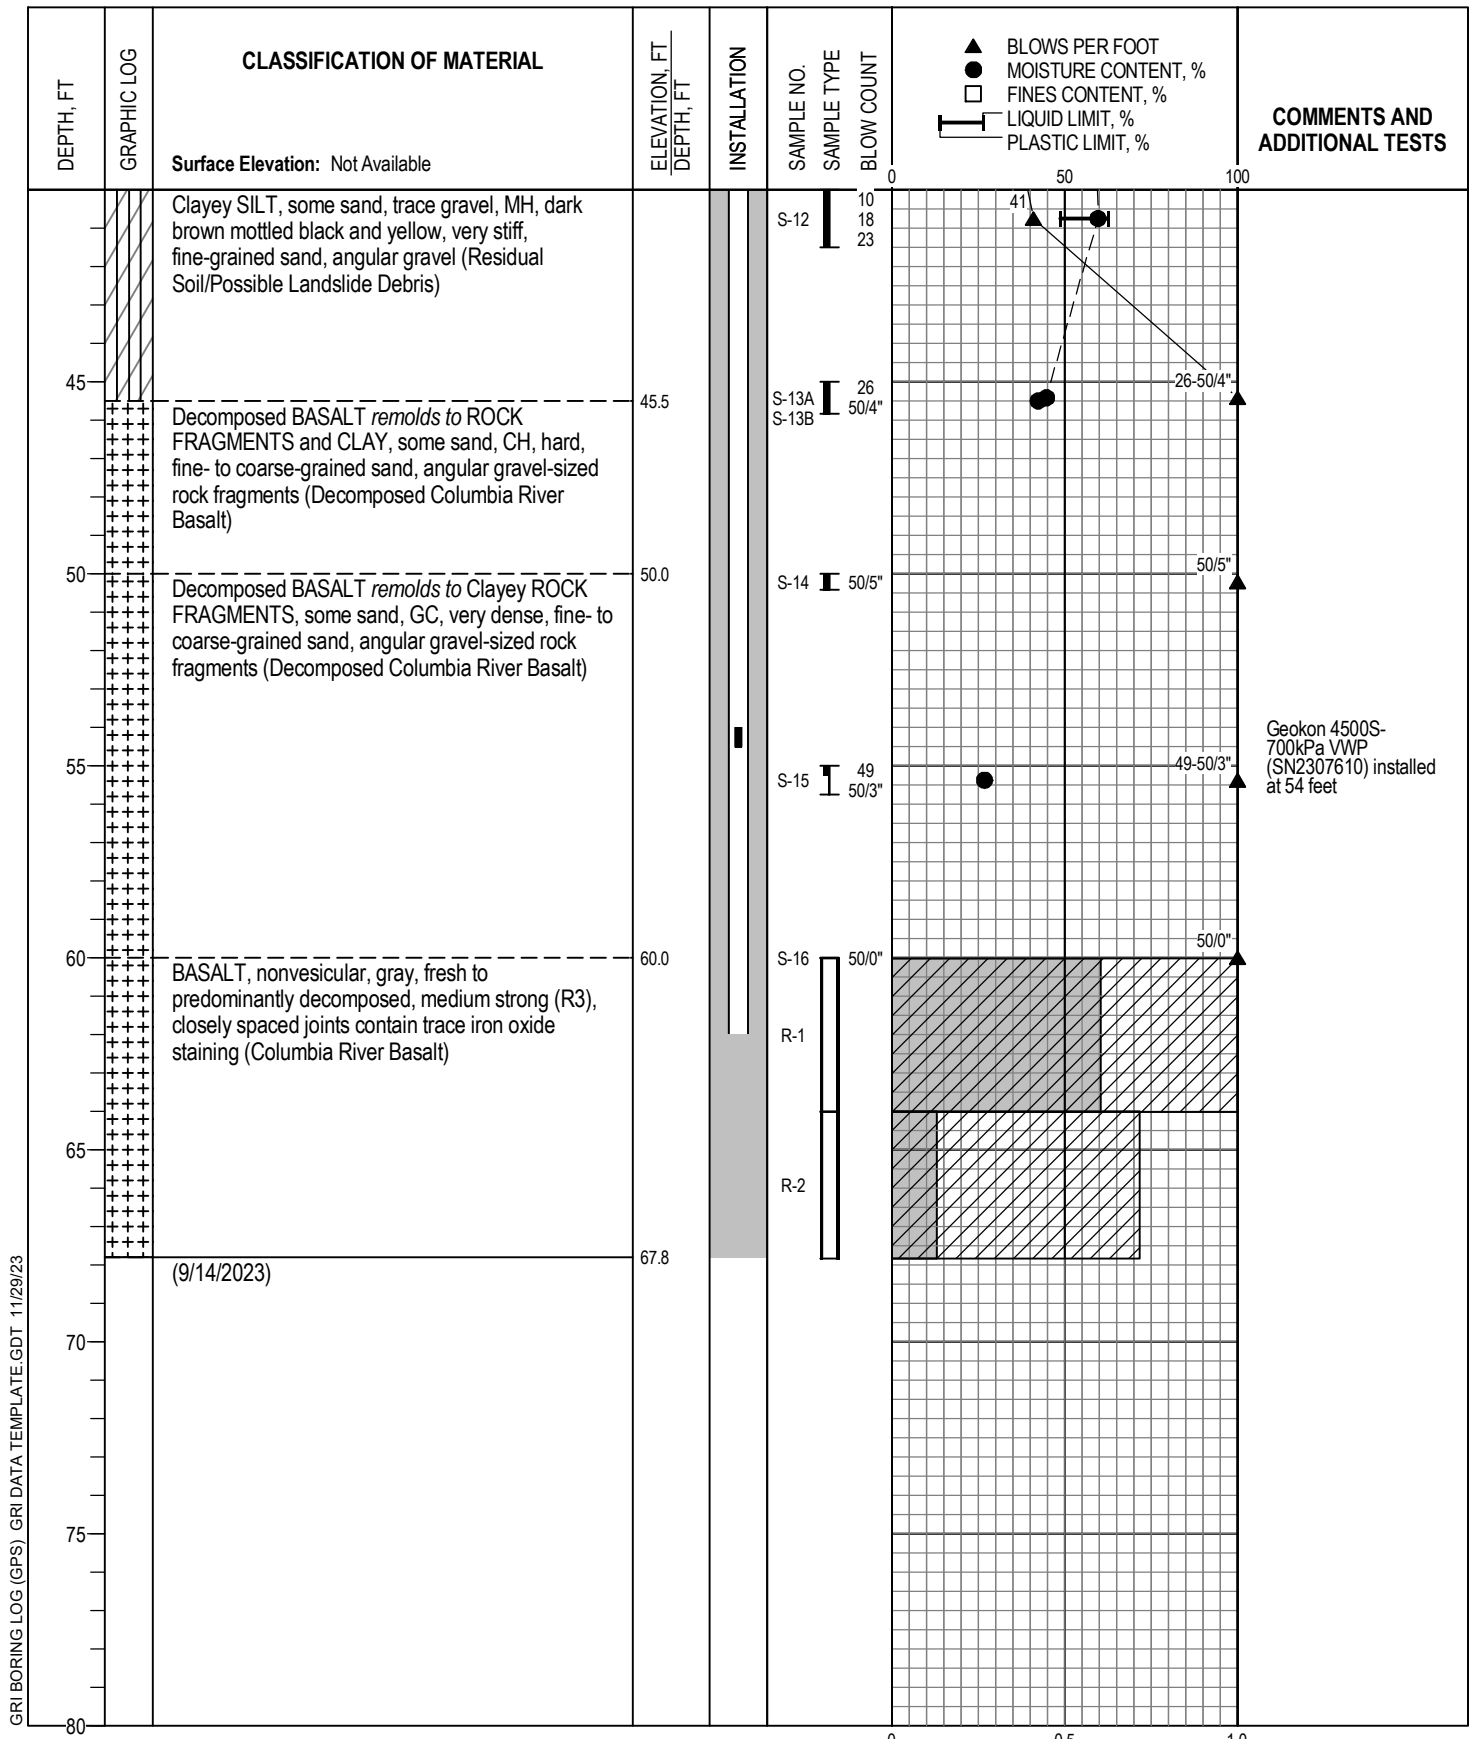 DEPTH, FT
GRAPHIC LOG
CLASSIFICATION OF MATERIAL
Surface Elevation: Not Available
ELEVATION, FT
DEPTH, FT
INSTALLATION
SAMPLE NO.
SAMPLE TYPE
BLOW COUNT
BLOWS PER FOOT
MOISTURE CONTENT, %
FINES CONTENT, %
LIQUID LIMIT, %
PLASTIC LIMIT, %
COMMENTS AND
ADDITIONAL TESTS
0 50 100
Clayey SILT, some sand, trace gravel, MH, dark
brown mottled black and yellow, very stiff,
fine-grained sand, angular gravel (Residual
Soil/Possible Landslide Debris)
S-12
10
18
23
41
45
45.5
S-13A
S-13B
26
50/4"
26-50/4"
Decomposed BASALT remolds to ROCK
FRAGMENTS and CLAY, some sand, CH, hard,
fine- to coarse-grained sand, angular gravel-sized
rock fragments (Decomposed Columbia River
Basalt)
50
50.0
S-14
50/5"
50/5"
Decomposed BASALT remolds to Clayey ROCK
FRAGMENTS, some sand, GC, very dense, fine- to
coarse-grained sand, angular gravel-sized rock
fragments (Decomposed Columbia River Basalt)
55
S-15
49
50/3"
49-50/3"
Geokon 4500S-
700kPa VWP
(SN2307610) installed
at 54 feet
60
60.0
S-16
50/0"
50/0"
BASALT, nonvesicular, gray, fresh to
predominantly decomposed, medium strong (R3),
closely spaced joints contain trace iron oxide
staining (Columbia River Basalt)
R-1
65
R-2
67.8
(9/14/2023)
70
75
80
0 0.5 1.0
GRI BORING LOG (GPS) GRI DATA TEMPLATE.GDT 11/29/23